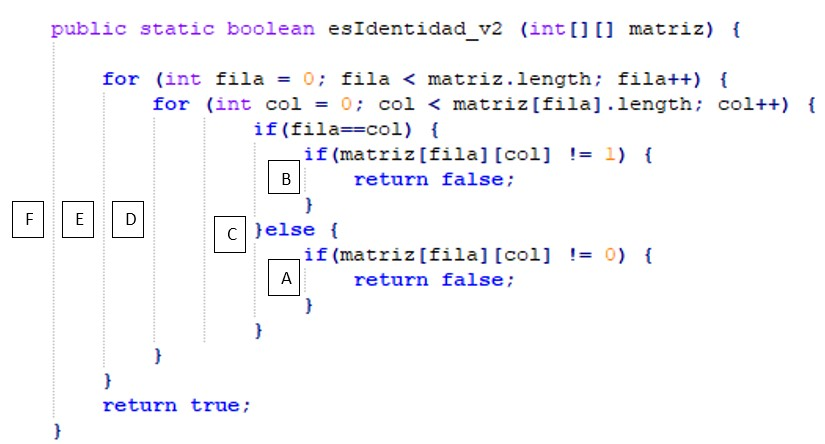 public static boolean esIdentidad_v2 (int[][] matriz) {
for (int fila = 0; fila < matriz.length; fila++) {
for (int col = 0; col < matriz[fila].length; col++) {
if(fila==col) {
if(matriz[fila][col] != 1) {
B return false;
}
F E D C }else {
if(matriz[fila][col] != 0) {
A return false;
}
}
}
}
return true;
}